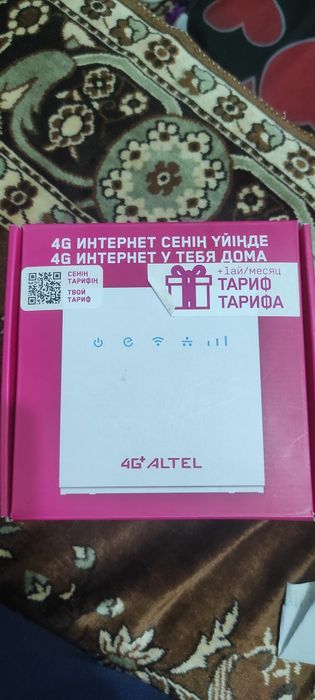 4G ИНТЕРНЕТ СЕНІҢ ҮЙІҢДЕ
4G ИНТЕРНЕТ У ТЕБЯ ДОМА
СЕНІҢ
ТАРИФІҢ
ТВОЙ
ТАРИФ
+1ай/месяц
ТАРИФ
ТАРИФА
4G+ ALTEL